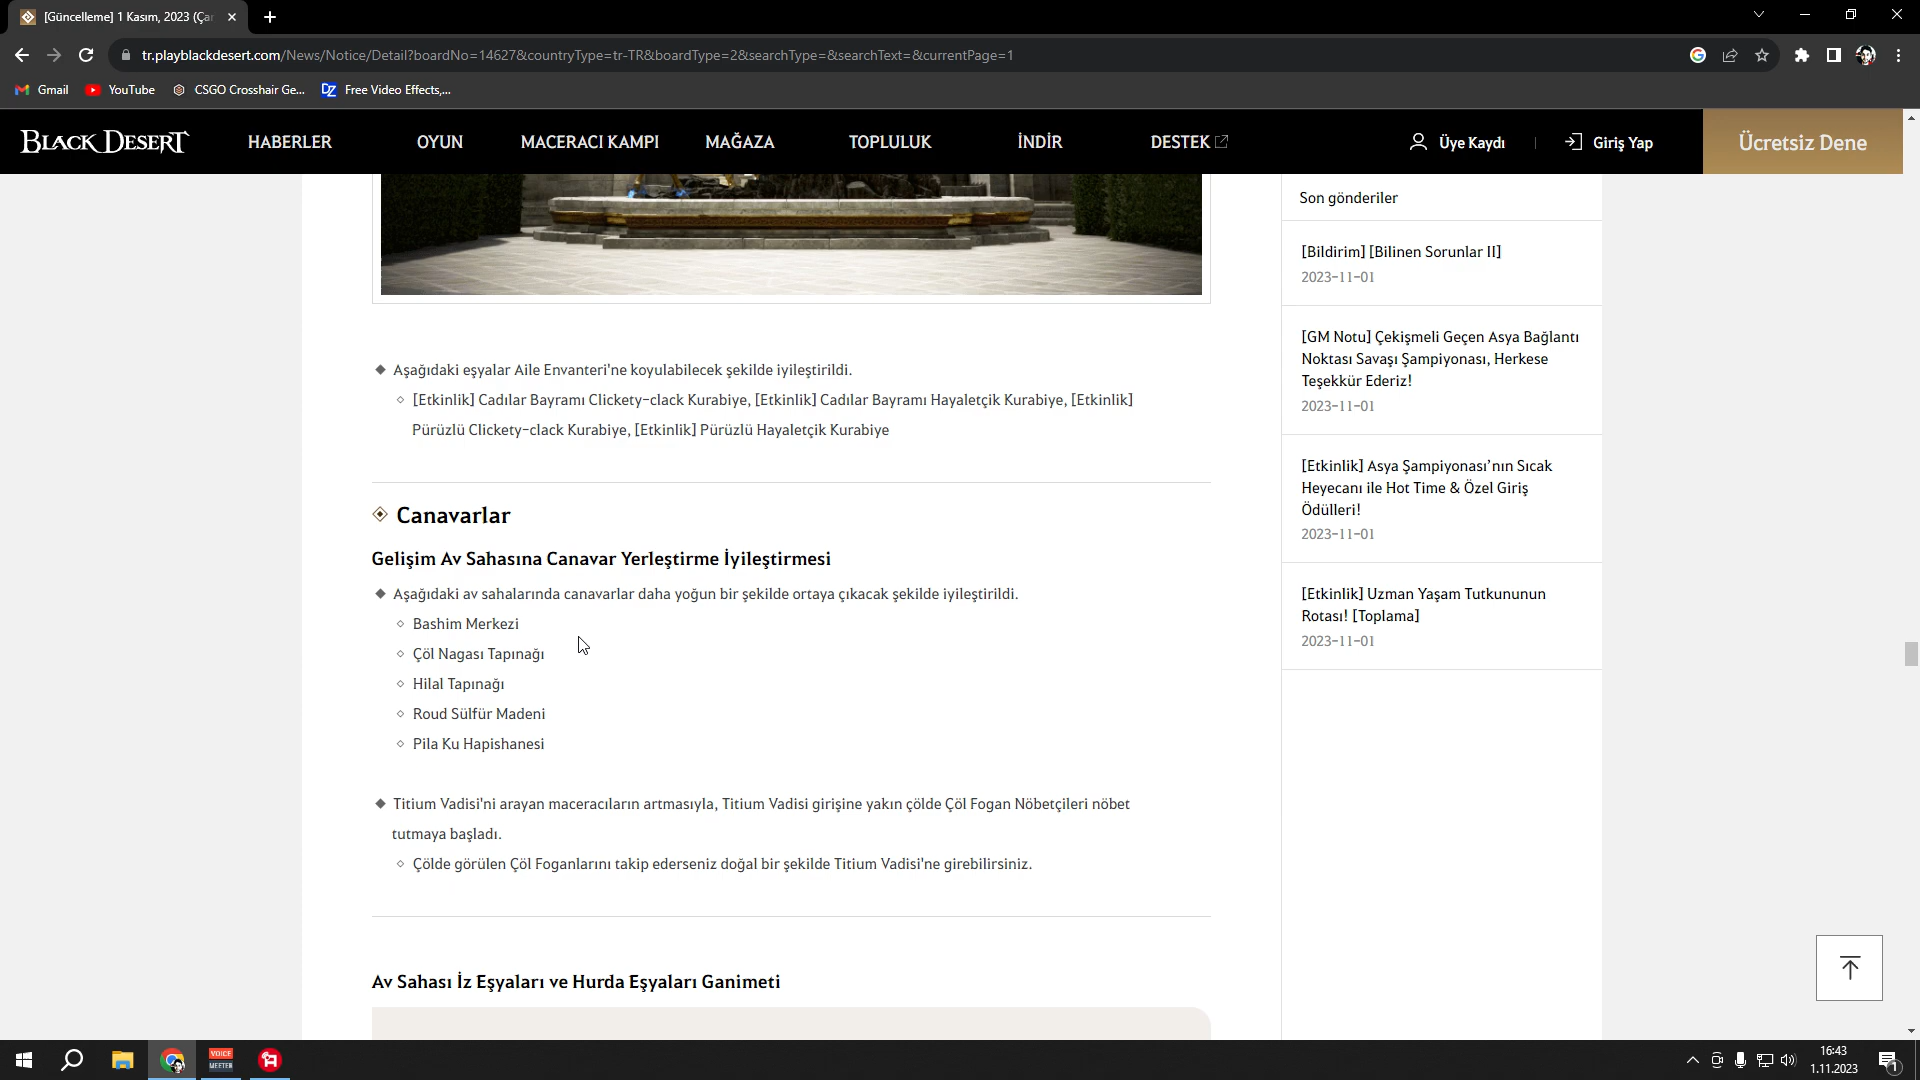 [Güncelleme] 1 Kasım, 2023 (Çar
tr.playblackdesert.com/News/Notice/Detail?boardNo=14627&countryType=tr-TR&boardType=2&searchType=&searchText=&currentPage=1
Gmail YouTube CSGO Crosshair Ge... DZ Free Video Effects,...
BLACK DESERT HABERLER OYUN MACERACI KAMPI MAĞAZA TOPLULUK İNDİR DESTEK Üye Kaydı Giriş Yap Ücretsiz Dene
Aşağıdaki eşyalar Aile Envanteri'ne koyulabilecek şekilde iyileştirildi.
[Etkinlik] Cadılar Bayramı Clickety-clack Kurabiye, [Etkinlik] Cadılar Bayramı Hayaletçik Kurabiye, [Etkinlik]
Pürüzlü Clickety-clack Kurabiye, [Etkinlik] Pürüzlü Hayaletçik Kurabiye
Canavarlar
Gelişim Av Sahasına Canavar Yerleştirme İyileştirmesi
Aşağıdaki av sahalarında canavarlar daha yoğun bir şekilde ortaya çıkacak şekilde iyileştirildi.
Bashim Merkezi
Çöl Nagası Tapınağı
Hilal Tapınağı
Roud Sülfür Madeni
Pila Ku Hapishanesi
Titium Vadisi'ni arayan maceracıların artmasıyla, Titium Vadisi girişine yakın çölde Çöl Fogan Nöbetçileri nöbet
tutmaya başladı.
Çölde görülen Çöl Foganlarını takip ederseniz doğal bir şekilde Titium Vadisi'ne girebilirsiniz.
Av Sahası İz Eşyaları ve Hurda Eşyaları Ganimeti
Son gönderiler
[Bildirim] [Bilinen Sorunlar II]
2023-11-01
[GM Notu] Çekişmeli Geçen Asya Bağlantı
Noktası Savaşı Şampiyonası, Herkese
Teşekkür Ederiz!
2023-11-01
[Etkinlik] Asya Şampiyonası’nın Sıcak
Heyecanı ile Hot Time & Özel Giriş
Ödülleri!
2023-11-01
[Etkinlik] Uzman Yaşam Tutkununun
Rotası! [Toplama]
2023-11-01
VOICE
MEETER
16:43
1.11.2023
1